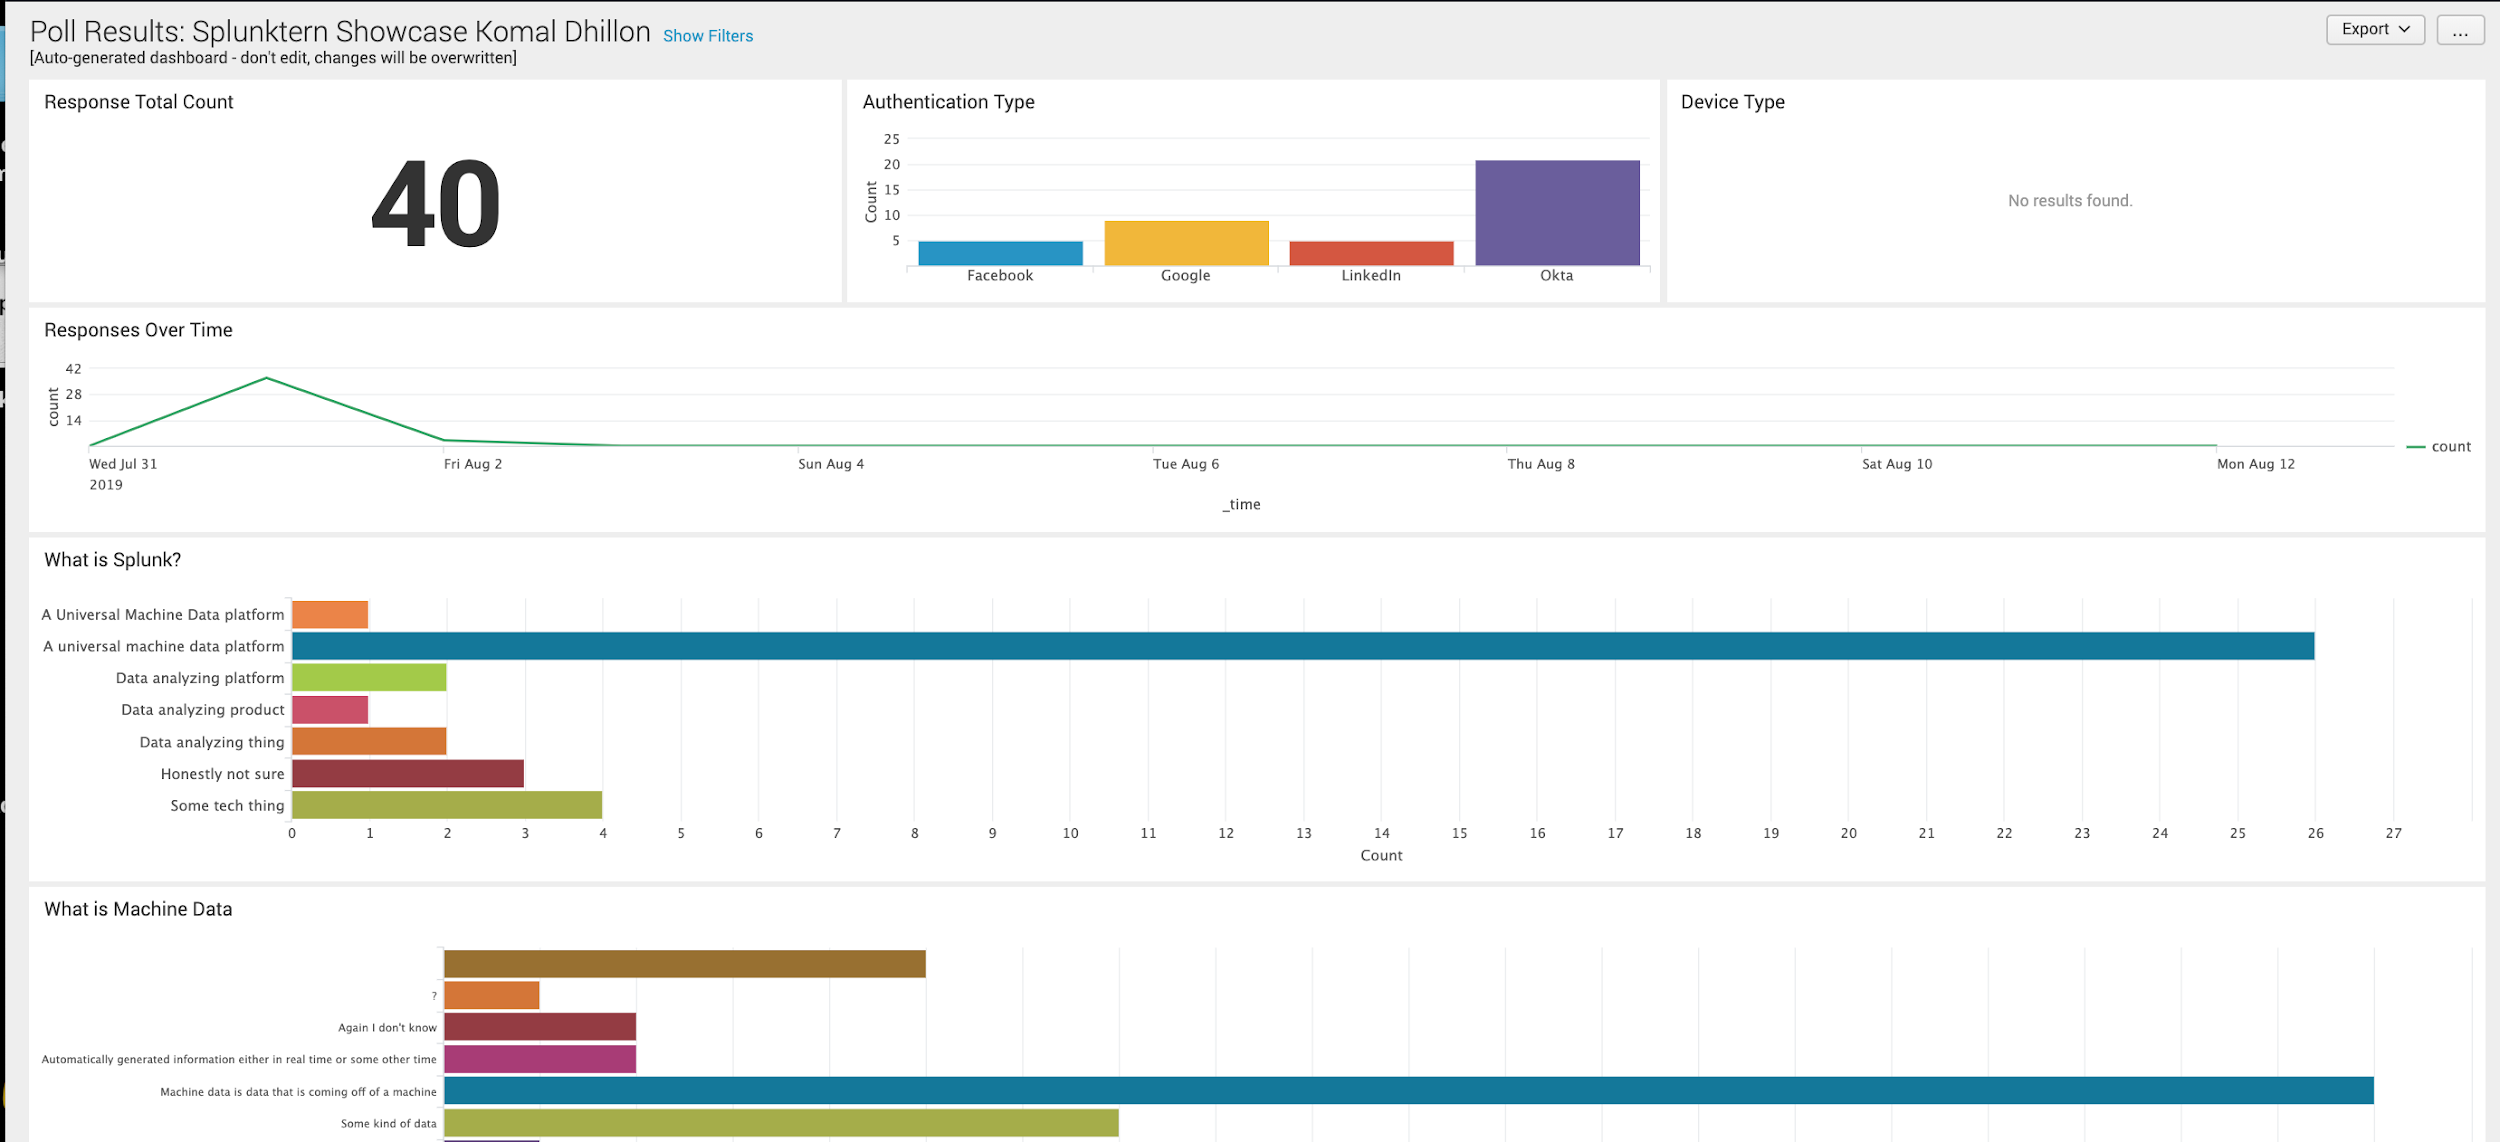 Poll Results: Splunktern Showcase Komal Dhillon Show Filters
Export
...
[Auto-generated dashboard - don't edit, changes will be overwritten]
Response Total Count
40
Authentication Type
25
20
15
10
5
Count
Facebook Google LinkedIn Okta
Device Type
No results found.
Responses Over Time
42
28
14
count
Wed Jul 31 Fri Aug 2 Sun Aug 4 Tue Aug 6 Thu Aug 8 Sat Aug 10 Mon Aug 12
2019
_time
count
What is Splunk?
A Universal Machine Data platform
A universal machine data platform
Data analyzing platform
Data analyzing product
Data analyzing thing
Honestly not sure
Some tech thing
0 1 2 3 4 5 6 7 8 9 10 11 12 13 14 15 16 17 18 19 20 21 22 23 24 25 26 27
Count
What is Machine Data
?
Again I don't know
Automatically generated information either in real time or some other time
Machine data is data that is coming off of a machine
Some kind of data